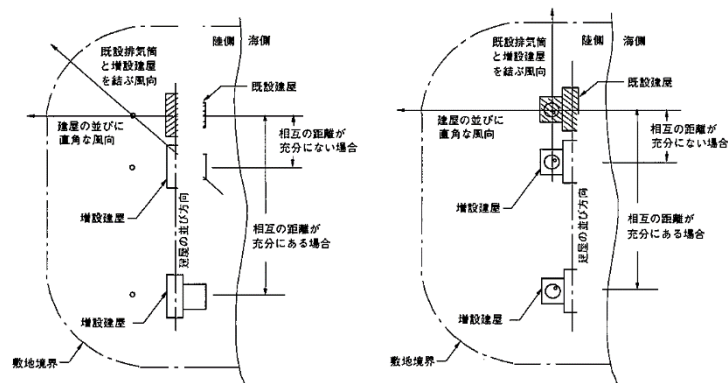 既設排気筒
と増設建屋
を結ぶ風向
陸側
海側
既設建屋
建屋の並びに
直角な風向
相互の距離が
充分にない場合
増設建屋
建屋の並び方向
相互の距離が
充分にある場合
増設建屋
敷地境界
既設排気筒
と増設建屋
を結ぶ風向
陸側
海側
既設建屋
建屋の並びに
直角な風向
相互の距離が
充分にない場合
増設建屋
建屋の並び方向
相互の距離が
充分にある場合
増設建屋
敷地境界